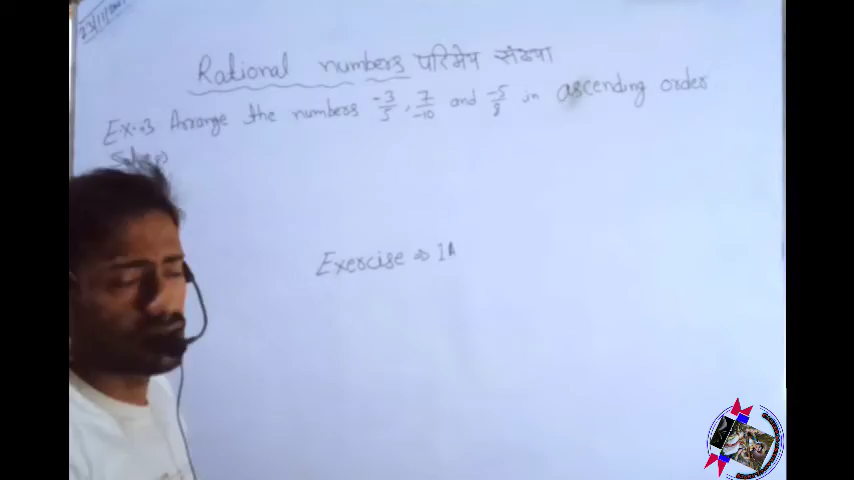 Rational numbers परिमेय संख्या
Ex.→3 Arrange the numbers -3/5, 7/-10 and -5/8 in ascending order
Exercise ⇒ 1A